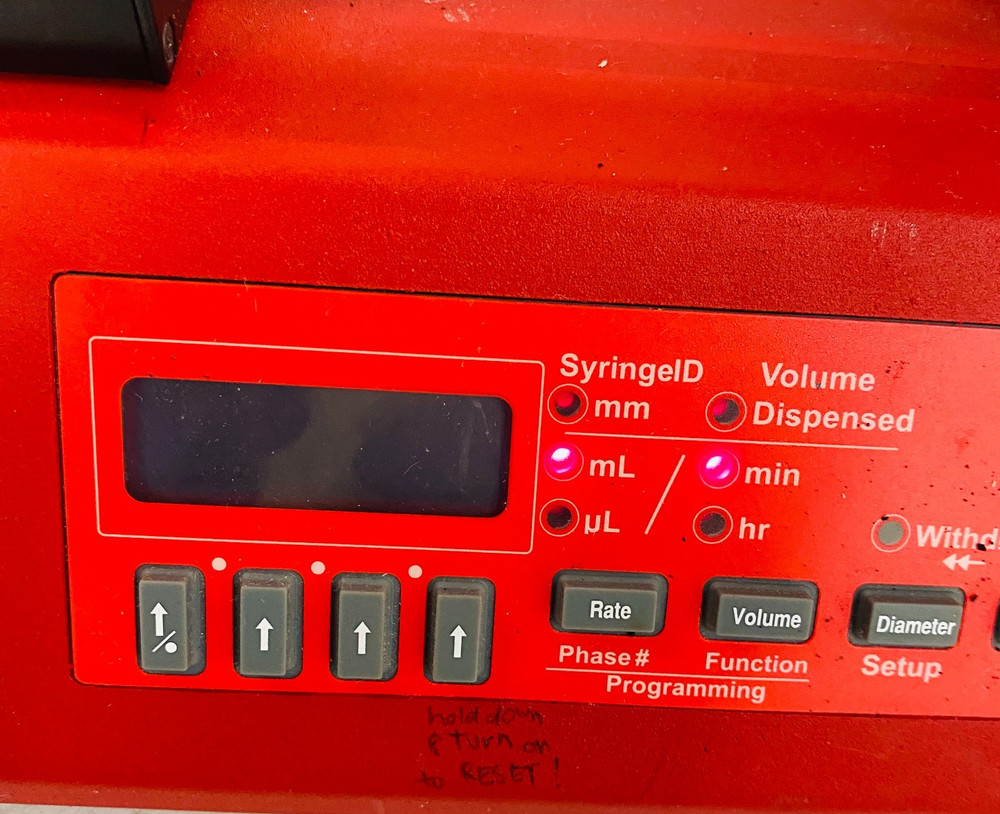 SyringeID
Volume
mm
Dispensed
mL / min
µL
hr
Withd
Rate
Volume
Diameter
Phase #
Function
Setup
Programming
hold down
& turn on
to RESET!